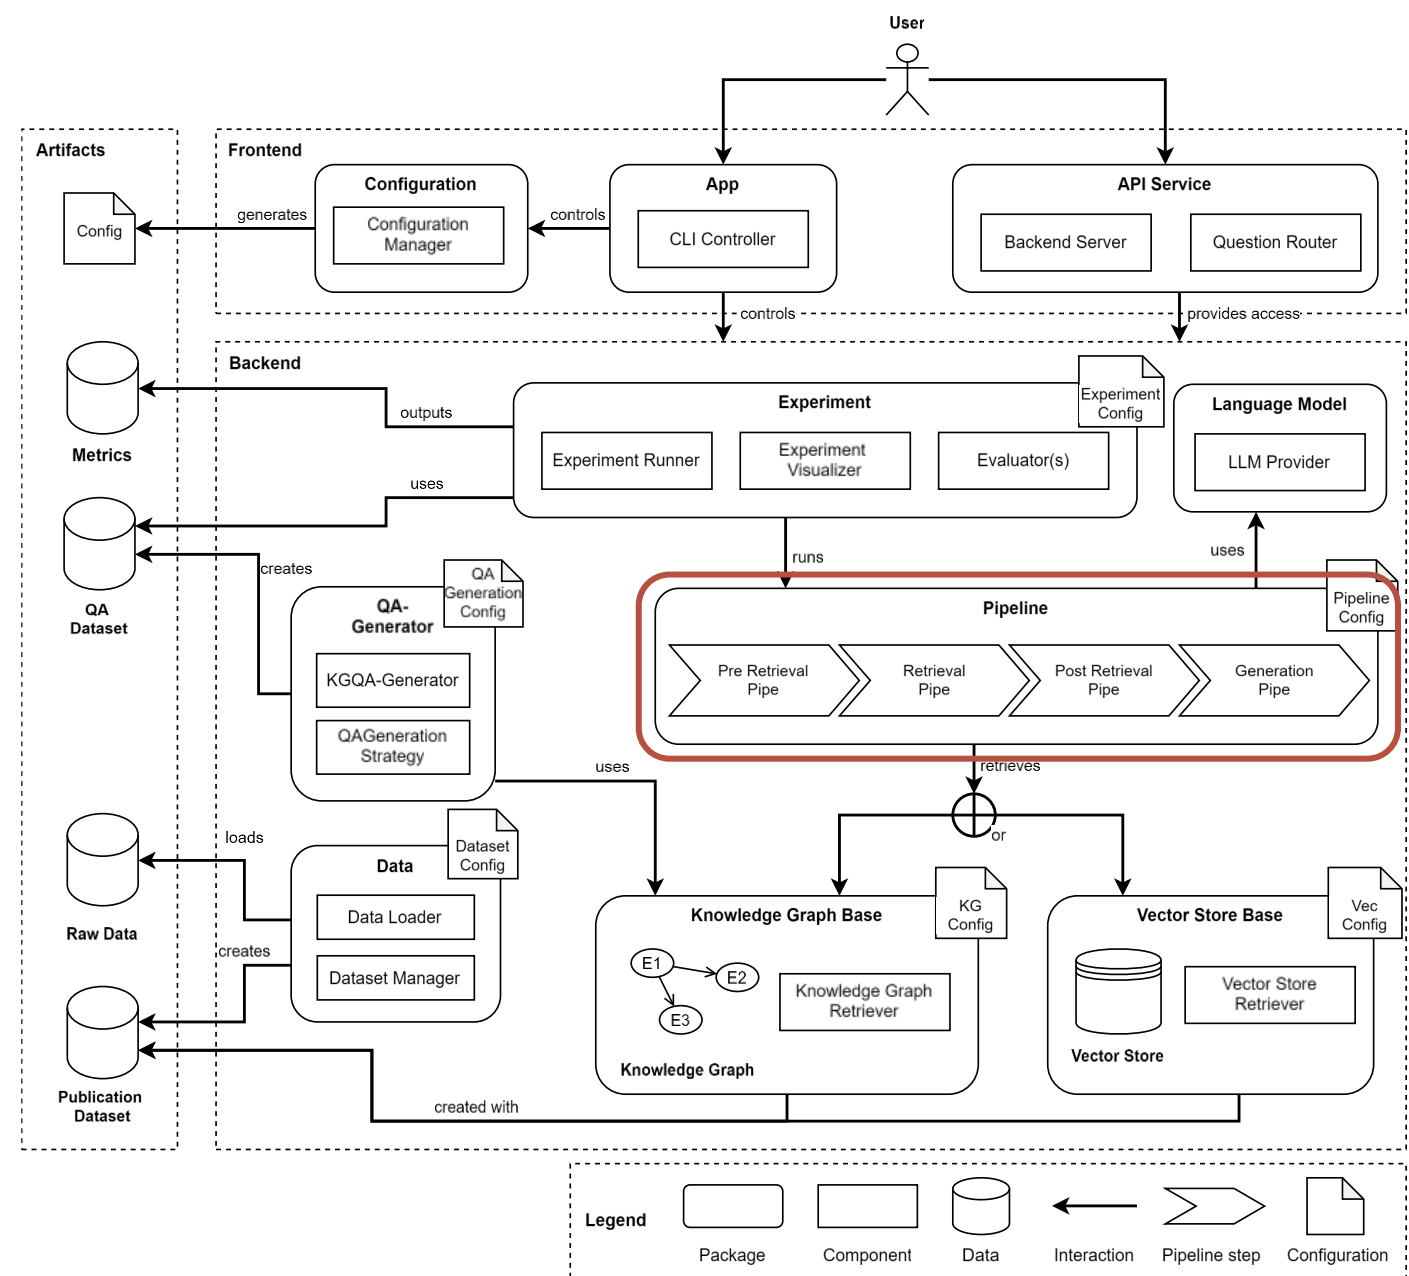 User
Artifacts
Frontend
Configuration
Configuration
Manager
App
CLI Controller
API Service
Backend Server
Question Router
Config
generates
controls
controls
provides access
Backend
Metrics
outputs
Experiment
Experiment Runner
Experiment
Visualizer
Evaluator(s)
Experiment
Config
Language Model
LLM Provider
uses
QA
Dataset
creates
runs
uses
QA-
Generator
QA
Generation
Config
KGQA-Generator
QAGeneration
Strategy
Pipeline
Pipeline
Config
Pre Retrieval
Pipe
Retrieval
Pipe
Post Retrieval
Pipe
Generation
Pipe
uses
retrieves
or
Raw Data
loads
Data
Dataset
Config
Data Loader
Dataset Manager
creates
Knowledge Graph Base
KG
Config
E1
E2
E3
Knowledge Graph
Retriever
Knowledge Graph
Vector Store Base
Vec
Config
Vector Store
Retriever
Vector Store
Publication
Dataset
created with
Legend
Package
Component
Data
Interaction
Pipeline step
Configuration